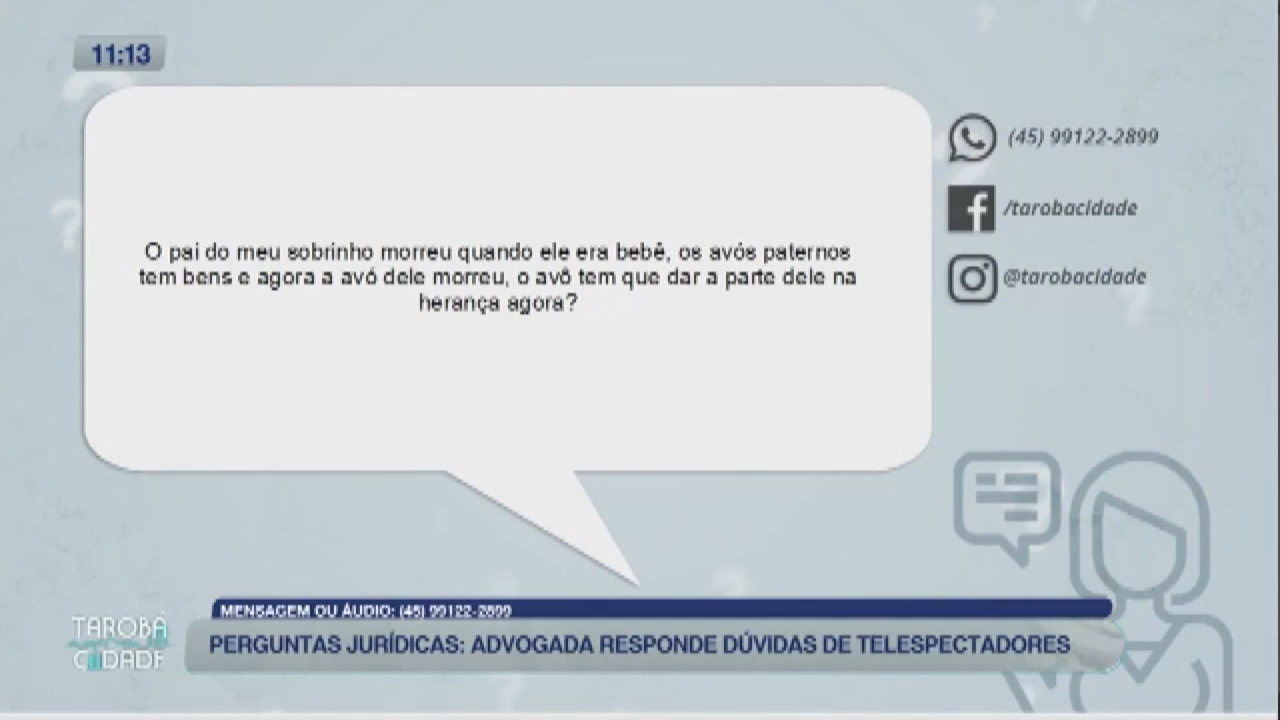 11:13
O pai do meu sobrinho morreu quando ele era bebê, os avós paternos
tem bens e agora a avó dele morreu, o avô tem que dar a parte dele na
herança agora?
(45) 99122-2899
/tarobacidade
@tarobacidade
MENSAGEM OU ÁUDIO: (45) 99122-2899
PERGUNTAS JURÍDICAS: ADVOGADA RESPONDE DÚVIDAS DE TELESPECTADORES
TAROBÁ
CIDADE